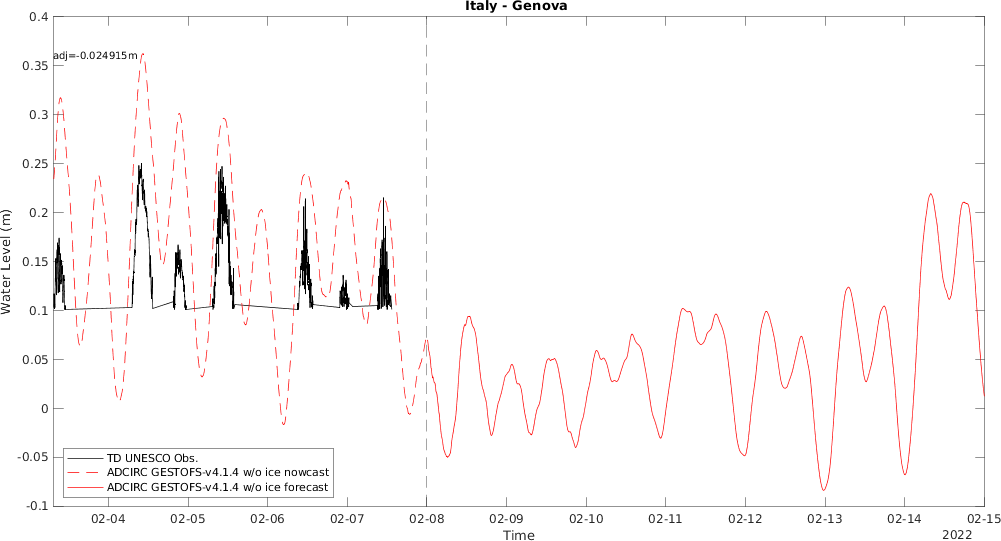 Italy - Genova
0.4
0.35
0.3
0.25
0.2
0.15
0.1
0.05
0
-0.05
-0.1
Water Level (m)
adj=-0.024915m
TD UNESCO Obs.
ADCIRC GESTOFS-v4.1.4 w/o ice nowcast
ADCIRC GESTOFS-v4.1.4 w/o ice forecast
02-04 02-05 02-06 02-07 02-08 02-09 02-10 02-11 02-12 02-13 02-14 02-15
Time
2022